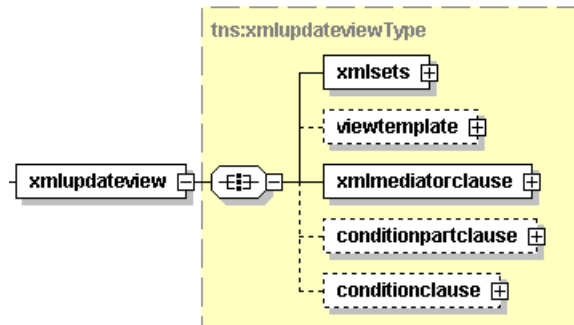 tns:xmlupdateviewType
xmlsets
viewtemplate
xmlupdateview
xmlmediatorclause
conditionpartclause
conditionclause